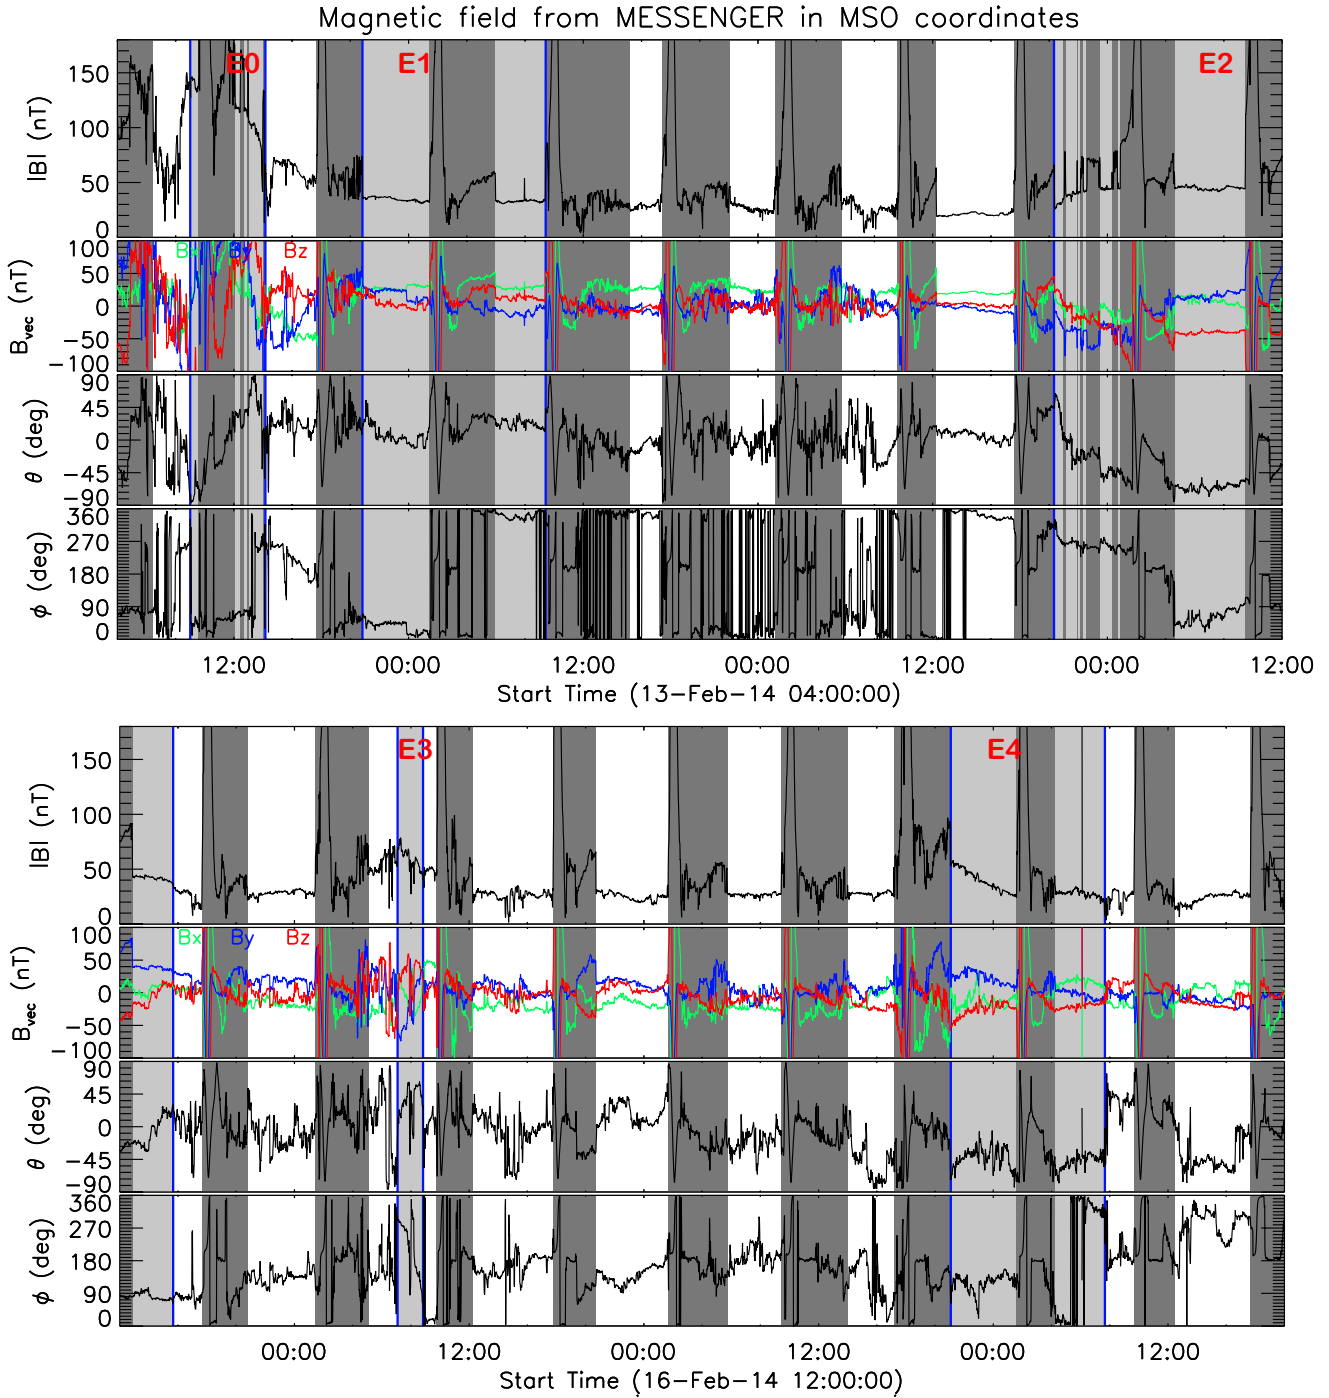 Magnetic field from MESSENGER in MSO coordinates
E0 E1 E2
|B| (nT)
150
100
50
0
Bx By Bz
B_vec (nT)
100
50
0
−50
−100
θ (deg)
90
45
0
−45
−90
ϕ (deg)
360
270
180
90
0
12:00 00:00 12:00 00:00 12:00 00:00 12:00
Start Time (13-Feb-14 04:00:00)
E3 E4
|B| (nT)
150
100
50
0
Bx By Bz
B_vec (nT)
100
50
0
−50
−100
θ (deg)
90
45
0
−45
−90
ϕ (deg)
360
270
180
90
0
00:00 12:00 00:00 12:00 00:00 12:00
Start Time (16-Feb-14 12:00:00)